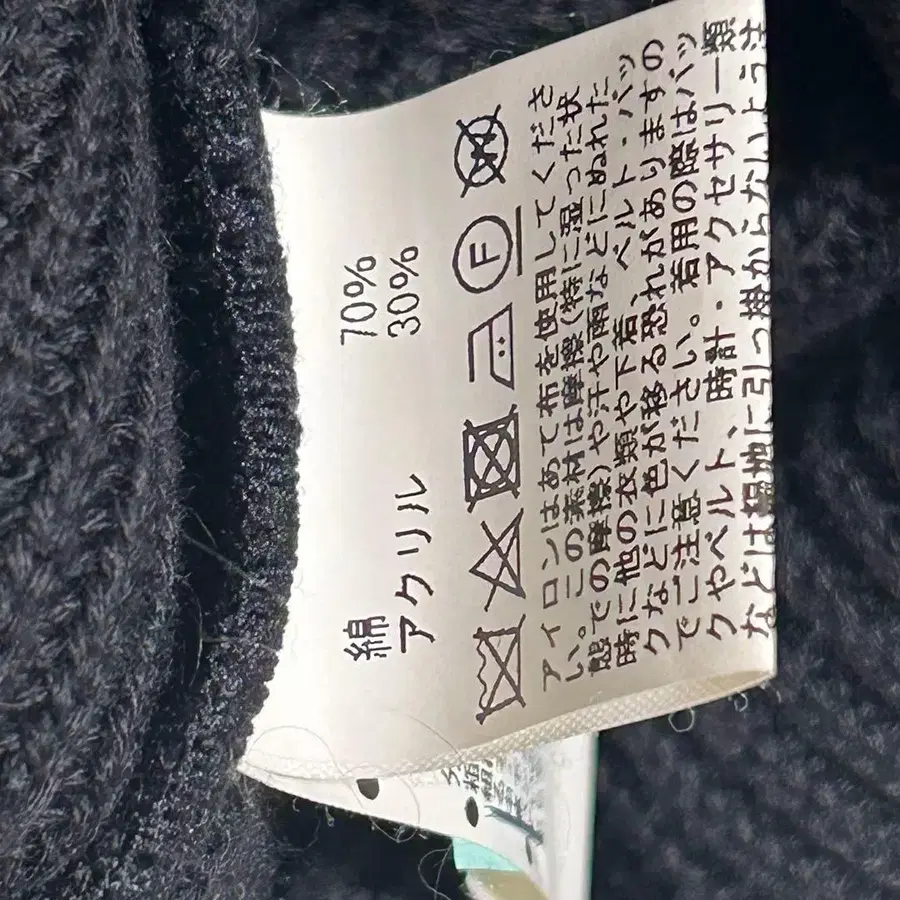 綿 70%
アクリル 30%
F W
アイロンはあて布を使用してくださ
い。この素材は摩擦(特に湿った状
態での摩擦)や汗や雨などにぬれた
時に他の衣類や下着、ベルト・バッ
グなどに色が移る恐れがありますの
でご注意ください。着用の際はバッ
グやベルト、時計・アクセサリー類
などは編地に引っ掛からないよう注